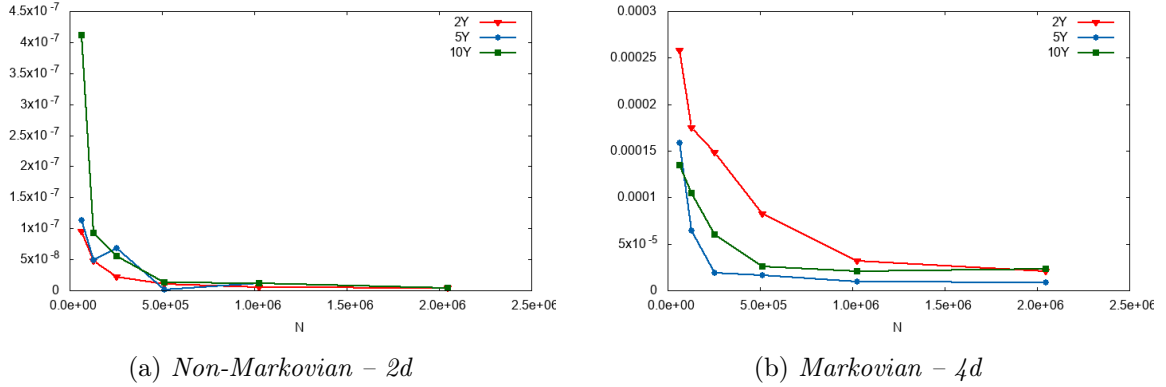 4.5x10⁻⁷
4x10⁻⁷
3.5x10⁻⁷
3x10⁻⁷
2.5x10⁻⁷
2x10⁻⁷
1.5x10⁻⁷
1x10⁻⁷
5x10⁻⁸
0
0.0e+00
5.0e+05
1.0e+06
1.5e+06
2.0e+06
2.5e+06
N
2Y
5Y
10Y
(a) Non-Markovian – 2d
0.0003
0.00025
0.0002
0.00015
0.0001
5x10⁻⁵
0
0.0e+00
5.0e+05
1.0e+06
1.5e+06
2.0e+06
2.5e+06
N
2Y
5Y
10Y
(b) Markovian – 4d